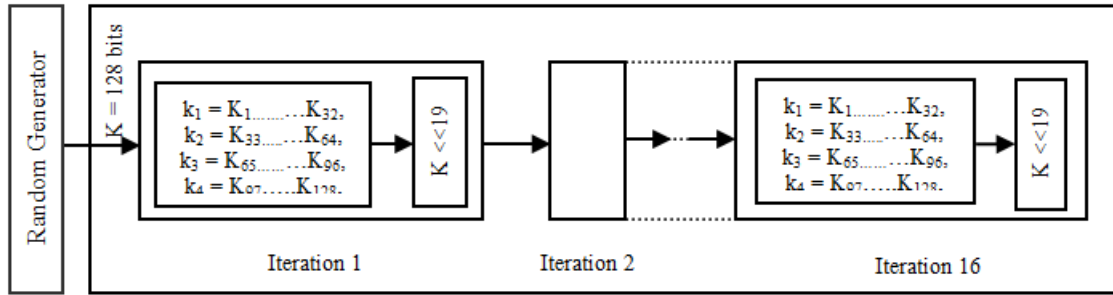 Random Generator
K = 128 bits
k₁ = K₁.......…K₃₂,
k₂ = K₃₃.....…K₆₄,
k₃ = K₆₅......…K₉₆,
k₄ = K₉₇…..K₁₂₈.
K <<19
k₁ = K₁.......…K₃₂,
k₂ = K₃₃.....…K₆₄,
k₃ = K₆₅......…K₉₆,
k₄ = K₉₇…..K₁₂₈.
K <<19
Iteration 1
Iteration 2
Iteration 16